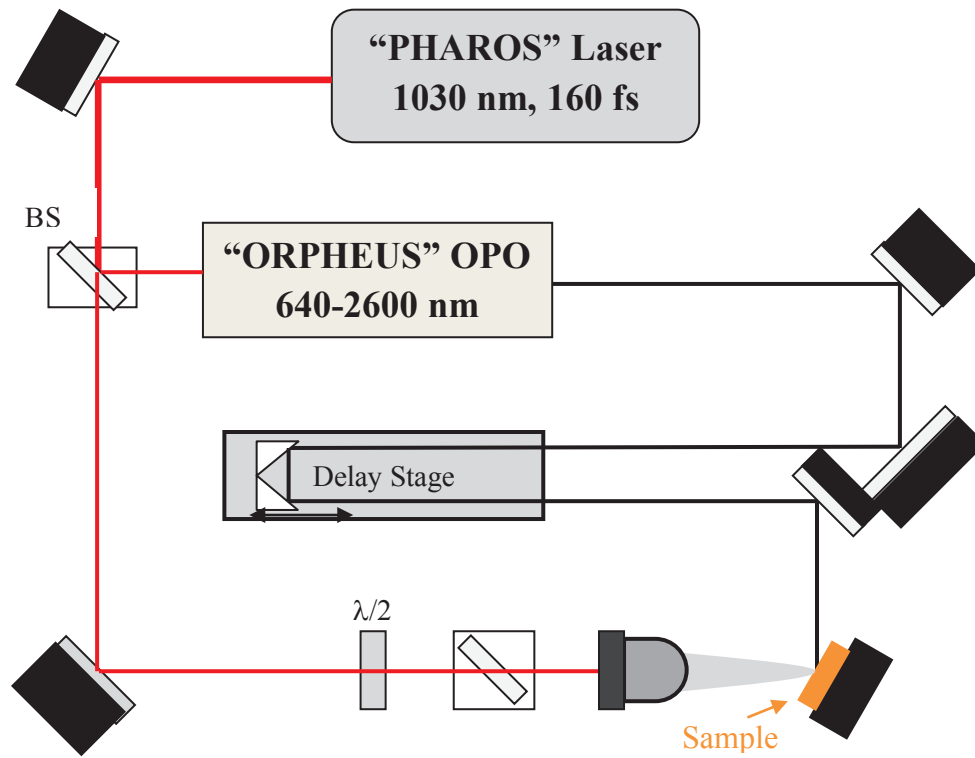 “PHAROS” Laser
1030 nm, 160 fs
BS
“ORPHEUS” OPO
640-2600 nm
Delay Stage
λ/2
Sample